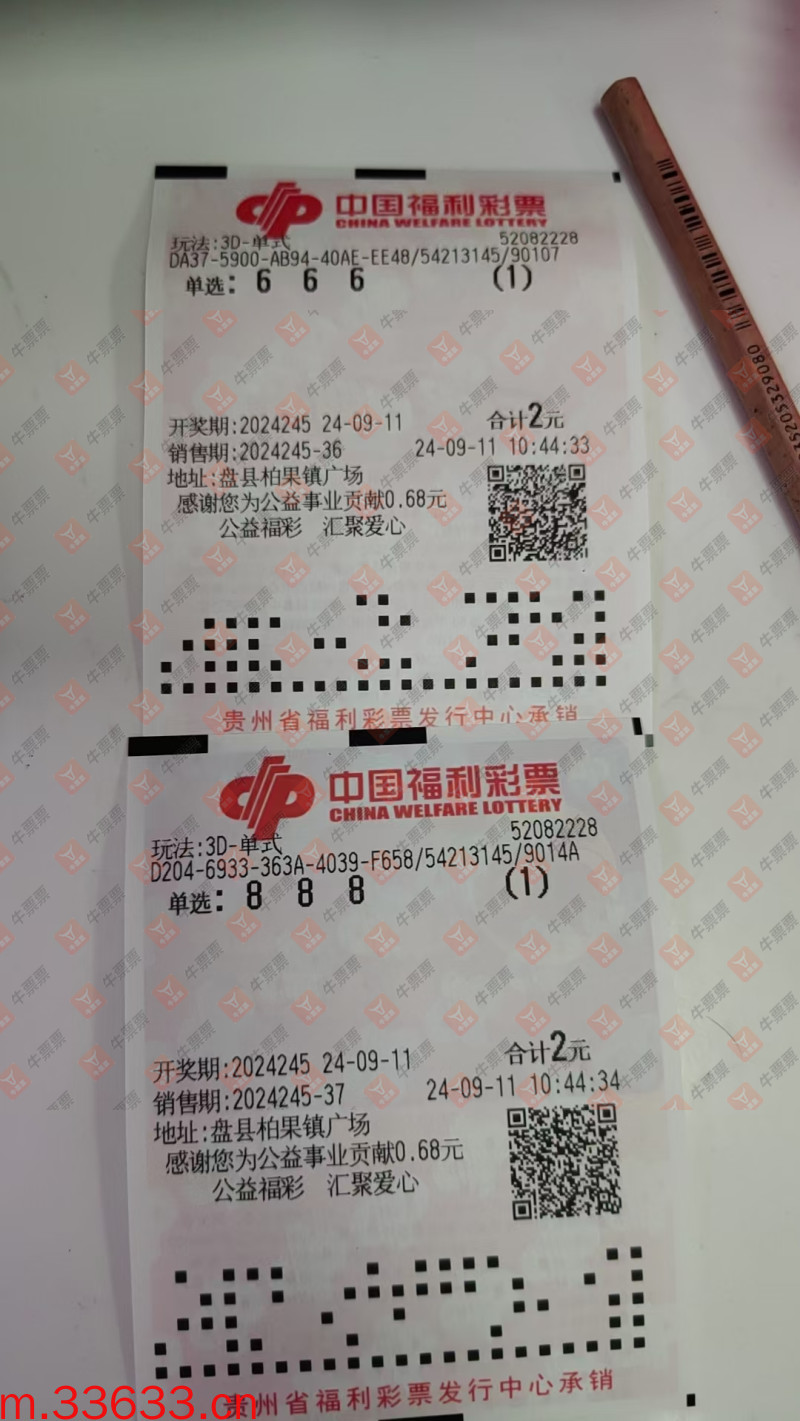 中国福利彩票
CHINA WELFARE LOTTERY
玩法:3D-单式 52082228
DA37-5900-AB94-40AE-EE48/54213145/90107
单选: 6 6 6 (1)
开奖期:2024245 24-09-11 合计2元
销售期:2024245-36 24-09-11 10:44:33
地址:盘县柏果镇广场
感谢您为公益事业贡献0.68元
公益福彩 汇聚爱心
贵州省福利彩票发行中心承销
中国福利彩票
CHINA WELFARE LOTTERY
玩法:3D-单式 52082228
D204-6933-363A-4039-F658/54213145/9014A
单选: 8 8 8 (1)
开奖期:2024245 24-09-11 合计2元
销售期:2024245-37 24-09-11 10:44:34
地址:盘县柏果镇广场
感谢您为公益事业贡献0.68元
公益福彩 汇聚爱心
贵州省福利彩票发行中心承销
m.33633.cn
牛票票